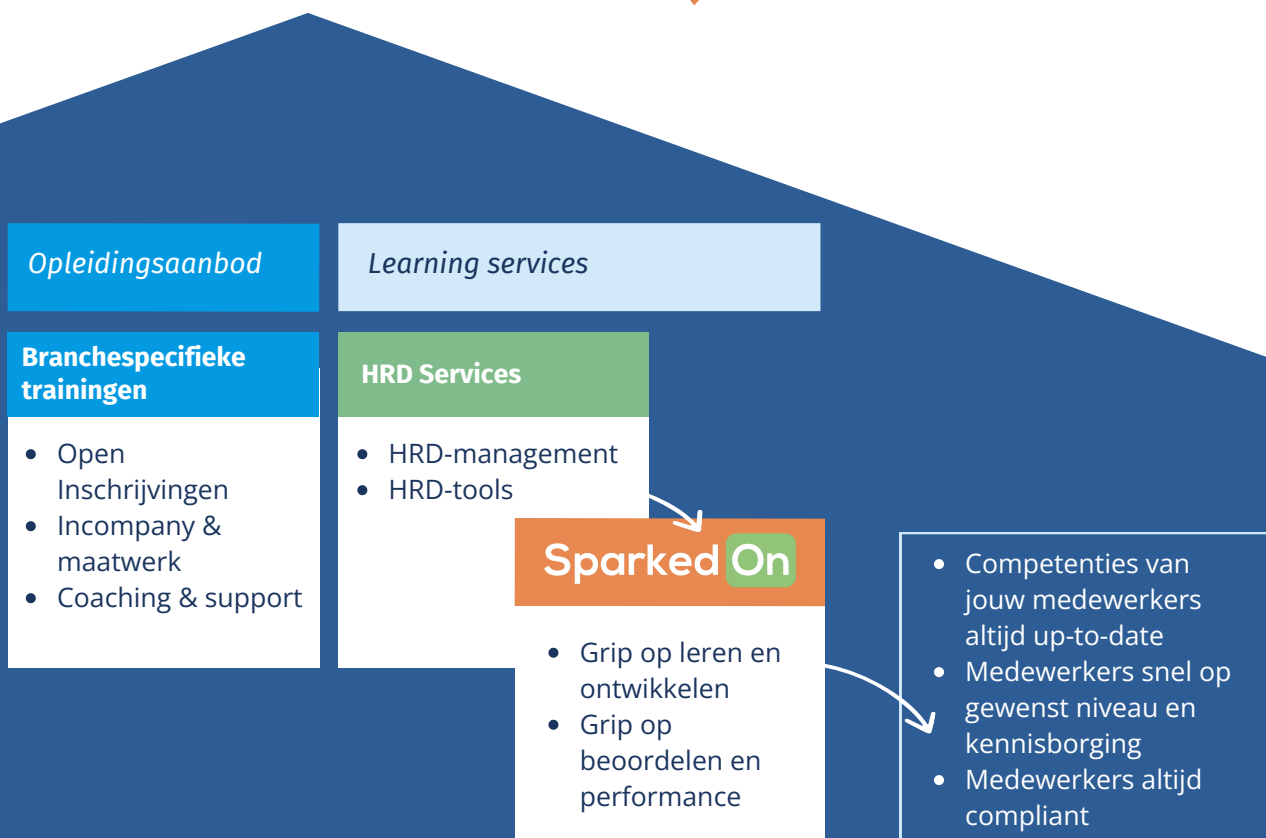 Opleidingsaanbod
Learning services
Branchespecifieke
trainingen
• Open
Inschrijvingen
• Incompany &
maatwerk
• Coaching & support
HRD Services
• HRD-management
• HRD-tools
Sparked On
• Grip op leren en
ontwikkelen
• Grip op
beoordelen en
performance
• Competenties van
jouw medewerkers
altijd up-to-date
• Medewerkers snel op
gewenst niveau en
kennisborging
• Medewerkers altijd
compliant